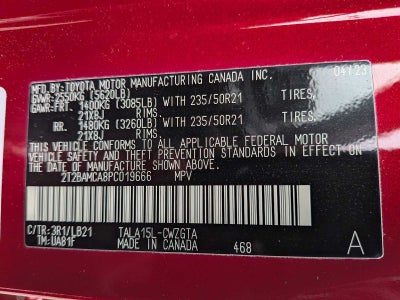 MFD. BY:TOYOTA MOTOR MANUFACTURING CANADA INC. 04/23
GVWR: 2550KG (5620LB)
GAWR:FRT. 1400KG (3085LB) WITH 235/50R21 TIRES.
21X8J RIMS.
RR. 1480KG (3260LB) WITH 235/50R21 TIRES.
21X8J RIMS.
THIS VEHICLE CONFORMS TO ALL APPLICABLE FEDERAL MOTOR
VEHICLE SAFETY AND THEFT PREVENTION STANDARDS IN EFFECT ON
THE DATE OF MANUFACTURE SHOWN ABOVE.
2T2BAMCA8PC019666 MPV
C/TR: 3R1/LB21 TALA15L-CWZGTA A
TM: UA81F MADE IN CANADA 468